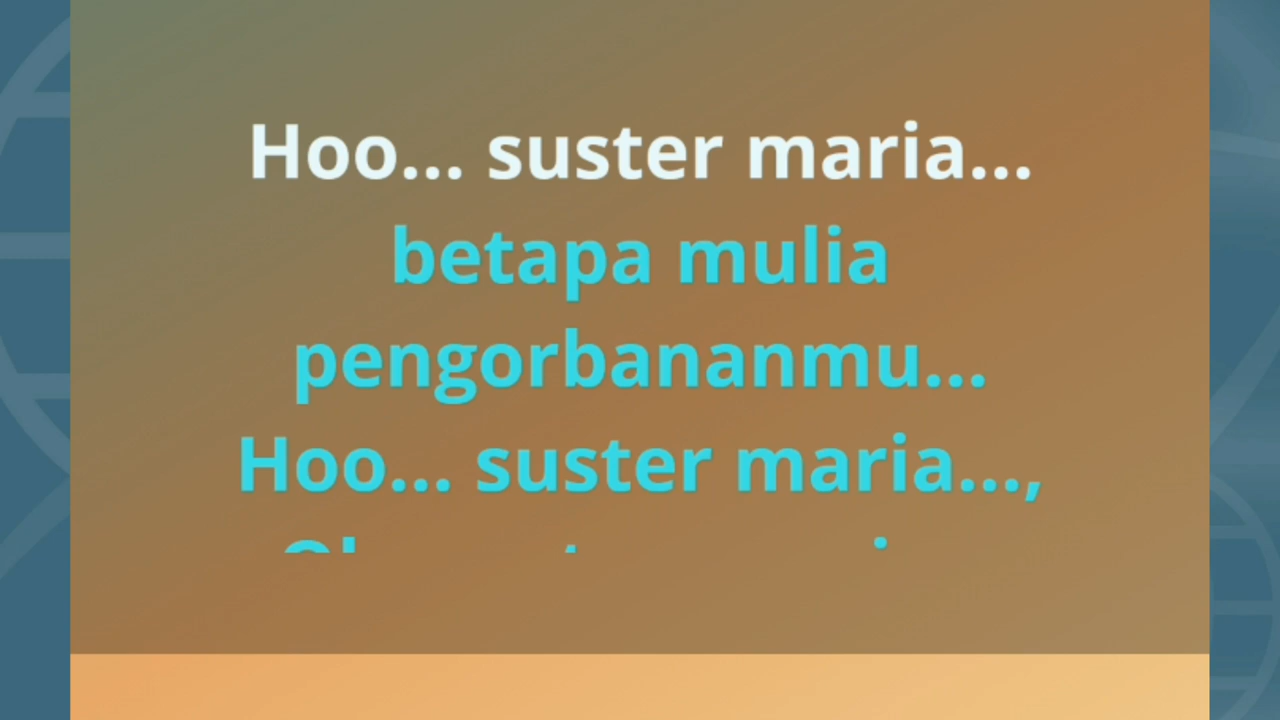 Hoo... suster maria...
betapa mulia
pengorbananmu...
Hoo... suster maria...,